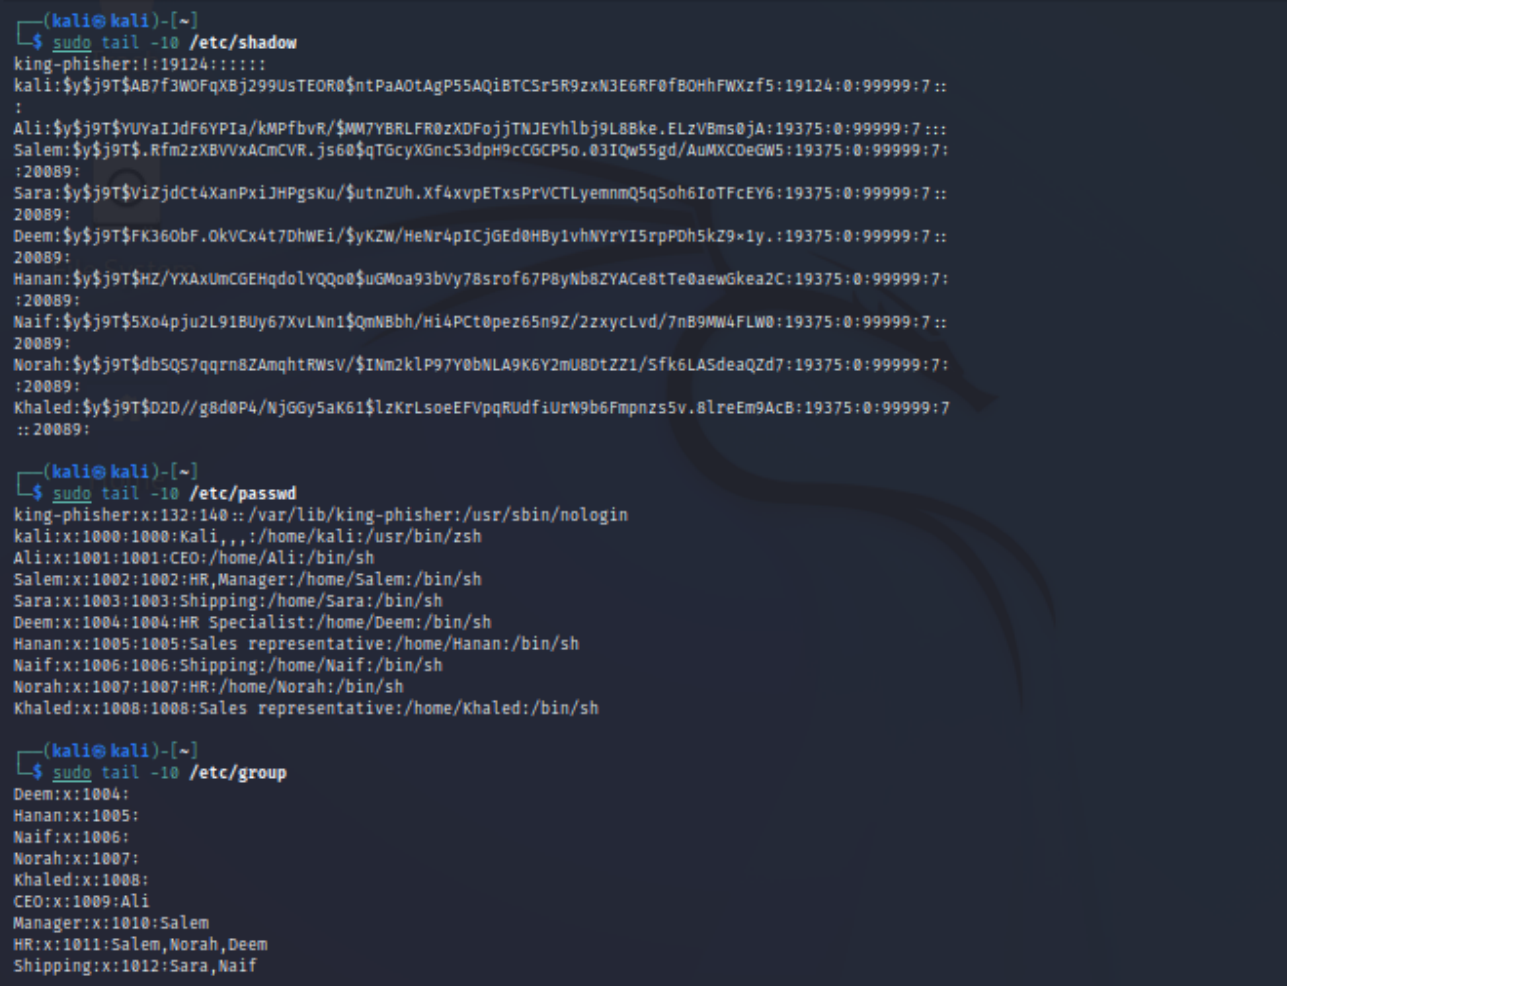 ┌──(kali㉿kali)-[~]
└─$ sudo tail -10 /etc/shadow
king-phisher:!:19124::::::
kali:$y$j9T$AB7f3WOFqXBj299UsTEOR0$ntPaAOtAgP55AQiBTCSr5R9zxN3E6RF0fBOHhFWXzf5:19124:0:99999:7::
:
Ali:$y$j9T$YUYaIJdF6YPIa/kMPfbvR/$MM7YBRLFR0zXDFojjTNJEYhlbj9L8Bke.ELzVBms0jA:19375:0:99999:7:::
Salem:$y$j9T$.Rfm2zXBVVxACmCVR.js60$qTGcyXGncS3dpH9cCGCP5o.03IQw55gd/AuMXCOeGW5:19375:0:99999:7:
:20089:
Sara:$y$j9T$ViZjdCt4XanPxiJHPgsKu/$utnZUh.Xf4xvpETxsPrVCTLyemnmQ5qSoh6IoTFcEY6:19375:0:99999:7::
20089:
Deem:$y$j9T$FK36ObF.OkVCx4t7DhWEi/$yKZW/HeNr4pICjGEd0HBy1vhNYrYI5rpPDh5kZ9×1y.:19375:0:99999:7::
20089:
Hanan:$y$j9T$HZ/YXAxUmCGEHqdolYQQo0$uGMoa93bVy78srof67P8yNb8ZYACe8tTe0aewGkea2C:19375:0:99999:7:
:20089:
Naif:$y$j9T$5Xo4pju2L91BUy67XvLNn1$QmNBbh/Hi4PCt0pez65n9Z/2zxycLvd/7nB9MW4FLW0:19375:0:99999:7::
20089:
Norah:$y$j9T$dbSQS7qqrn8ZAmqhtRWsV/$INm2klP97Y0bNLA9K6Y2mU8DtZZ1/Sfk6LASdeaQZd7:19375:0:99999:7:
:20089:
Khaled:$y$j9T$D2D//g8d0P4/NjGGy5aK61$lzKrLsoeEFVpqRUdfiUrN9b6Fmpnzs5v.8lreEm9AcB:19375:0:99999:7
::20089:
┌──(kali㉿kali)-[~]
└─$ sudo tail -10 /etc/passwd
king-phisher:x:132:140::/var/lib/king-phisher:/usr/sbin/nologin
kali:x:1000:1000:Kali,,,:/home/kali:/usr/bin/zsh
Ali:x:1001:1001:CEO:/home/Ali:/bin/sh
Salem:x:1002:1002:HR,Manager:/home/Salem:/bin/sh
Sara:x:1003:1003:Shipping:/home/Sara:/bin/sh
Deem:x:1004:1004:HR Specialist:/home/Deem:/bin/sh
Hanan:x:1005:1005:Sales representative:/home/Hanan:/bin/sh
Naif:x:1006:1006:Shipping:/home/Naif:/bin/sh
Norah:x:1007:1007:HR:/home/Norah:/bin/sh
Khaled:x:1008:1008:Sales representative:/home/Khaled:/bin/sh
┌──(kali㉿kali)-[~]
└─$ sudo tail -10 /etc/group
Deem:x:1004:
Hanan:x:1005:
Naif:x:1006:
Norah:x:1007:
Khaled:x:1008:
CEO:x:1009:Ali
Manager:x:1010:Salem
HR:x:1011:Salem,Norah,Deem
Shipping:x:1012:Sara,Naif